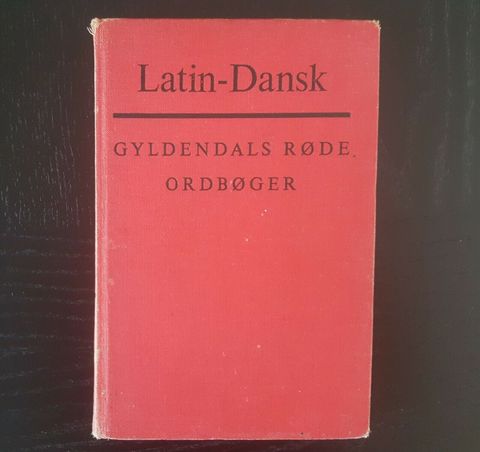 Latin-Dansk
GYLDENDALS RØDE
ORDBØGER